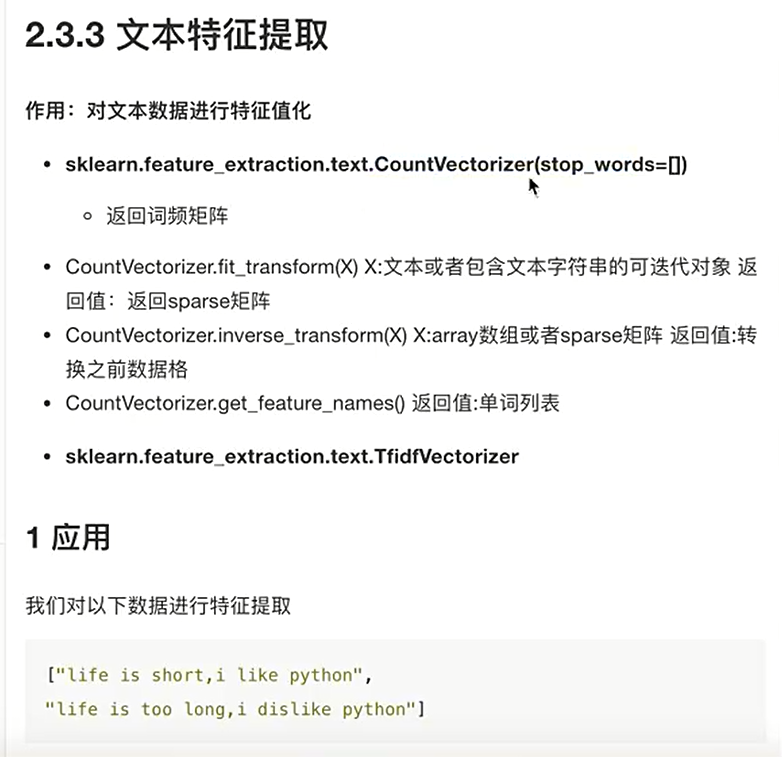 2.3.3 文本特征提取
作用：对文本数据进行特征值化
• sklearn.feature_extraction.text.CountVectorizer(stop_words=[])
◦ 返回词频矩阵
• CountVectorizer.fit_transform(X) X:文本或者包含文本字符串的可迭代对象 返
回值：返回sparse矩阵
• CountVectorizer.inverse_transform(X) X:array数组或者sparse矩阵 返回值:转
换之前数据格
• CountVectorizer.get_feature_names() 返回值:单词列表
• sklearn.feature_extraction.text.TfidfVectorizer
1 应用
我们对以下数据进行特征提取
["life is short,i like python",
"life is too long,i dislike python"]